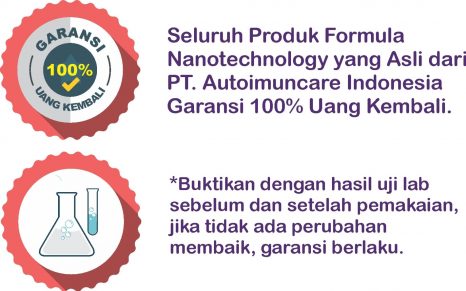 GARANSI
100%
UANG KEMBALI
Seluruh Produk Formula
Nanotechnology yang Asli dari
PT. Autoimuncare Indonesia
Garansi 100% Uang Kembali.
*Buktikan dengan hasil uji lab
sebelum dan setelah pemakaian,
jika tidak ada perubahan
membaik, garansi berlaku.